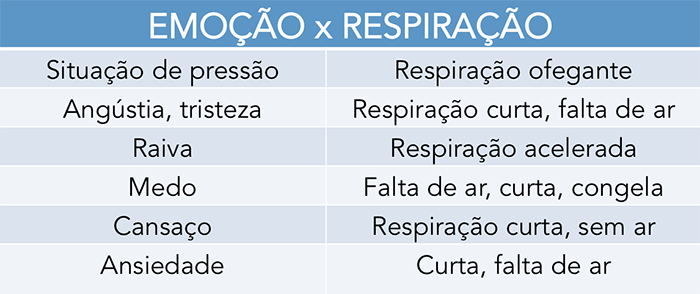 EMOÇÃO x RESPIRAÇÃO
Situação de pressão Respiração ofegante
Angústia, tristeza Respiração curta, falta de ar
Raiva Respiração acelerada
Medo Falta de ar, curta, congela
Cansaço Respiração curta, sem ar
Ansiedade Curta, falta de ar